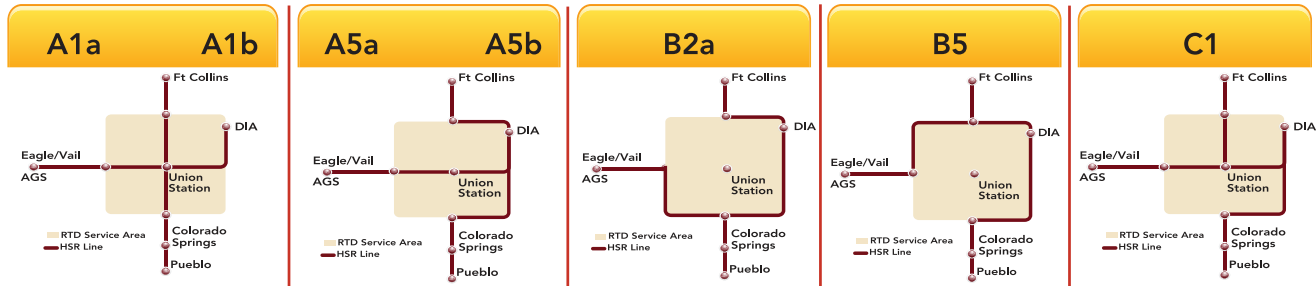 A1a A1b
Ft Collins
DIA
Eagle/Vail
AGS
Union
Station
Colorado
Springs
Pueblo
RTD Service Area
HSR Line
A5a A5b
Ft Collins
DIA
Eagle/Vail
AGS
Union
Station
Colorado
Springs
Pueblo
RTD Service Area
HSR Line
B2a
Ft Collins
DIA
Eagle/Vail
AGS
Union
Station
Colorado
Springs
Pueblo
RTD Service Area
HSR Line
B5
Ft Collins
DIA
Eagle/Vail
AGS
Union
Station
Colorado
Springs
Pueblo
RTD Service Area
HSR Line
C1
Ft Collins
DIA
Eagle/Vail
AGS
Union
Station
Colorado
Springs
Pueblo
RTD Service Area
HSR Line